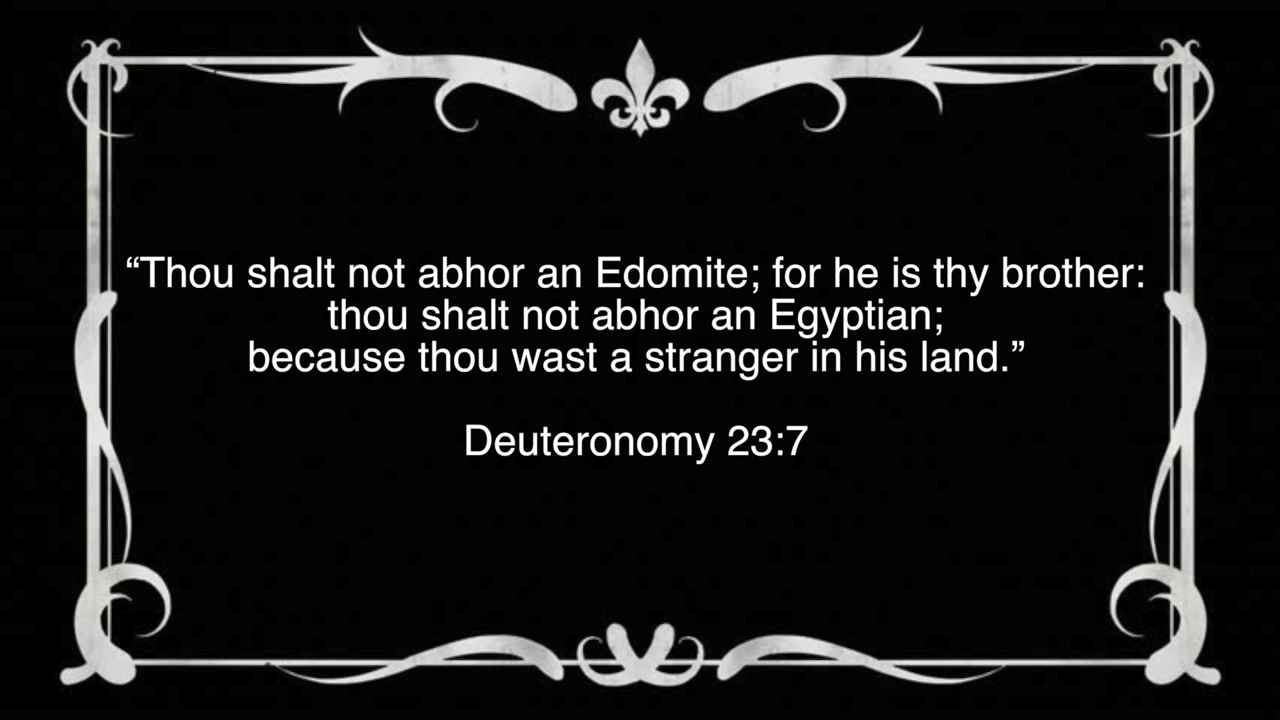 “Thou shalt not abhor an Edomite; for he is thy brother:
thou shalt not abhor an Egyptian;
because thou wast a stranger in his land.”
Deuteronomy 23:7